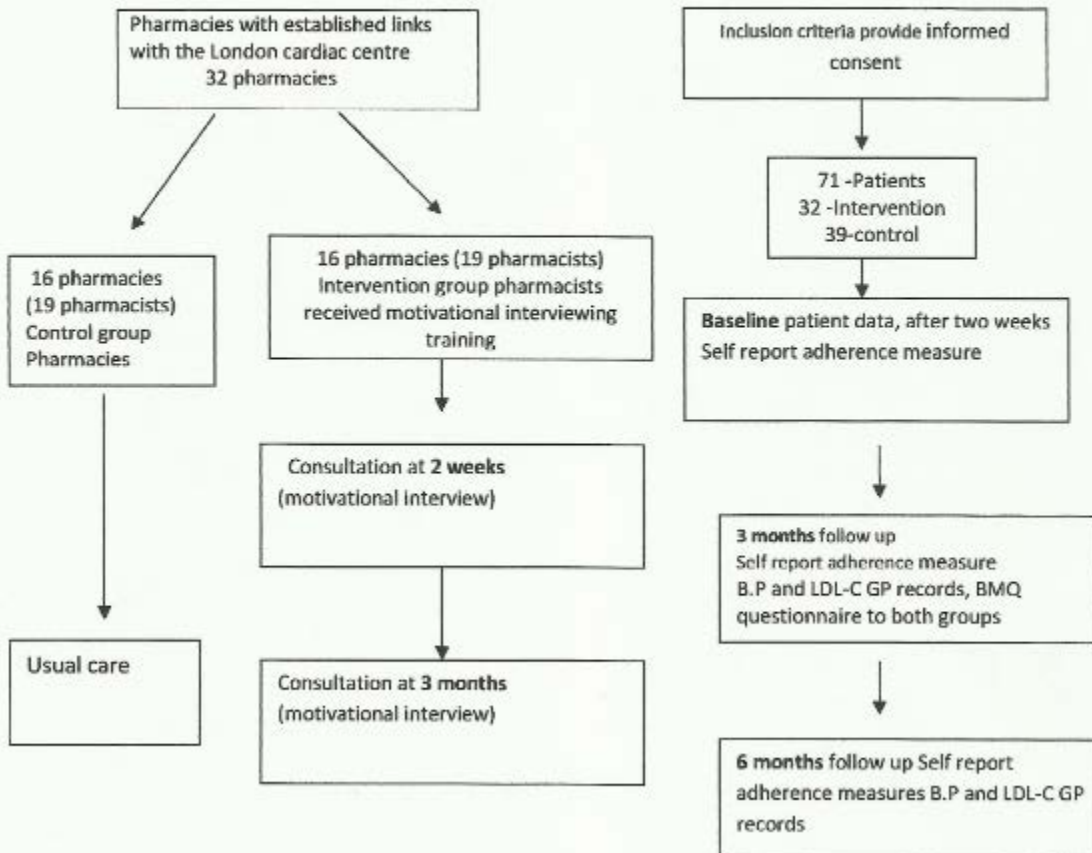 Pharmacies with established links
with the London cardiac centre
32 pharmacies
16 pharmacies
(19 pharmacists)
Control group
Pharmacies
16 pharmacies (19 pharmacists)
Intervention group pharmacists
received motivational interviewing
training
Usual care
Consultation at 2 weeks
(motivational interview)
Consultation at 3 months
(motivational interview)
Inclusion criteria provide informed
consent
71 -Patients
32 -Intervention
39-control
Baseline patient data, after two weeks
Self report adherence measure
3 months follow up
Self report adherence measure
B.P and LDL-C GP records, BMQ
questionnaire to both groups
6 months follow up Self report
adherence measures B.P and LDL-C GP
records